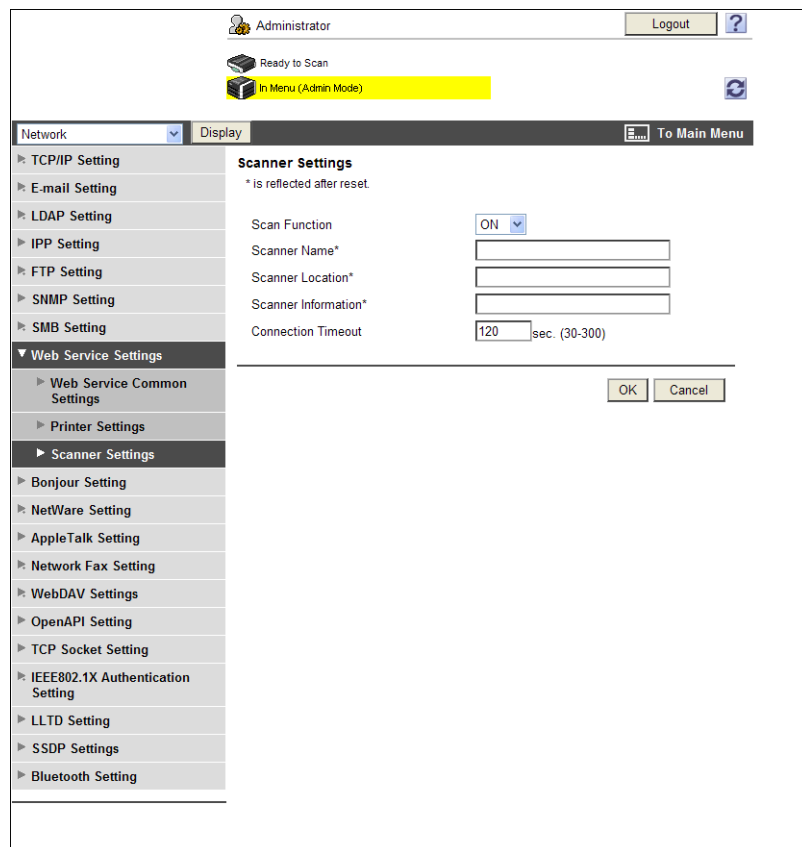 Administrator
Logout
?
Ready to Scan
In Menu (Admin Mode)
Network
Display
To Main Menu
TCP/IP Setting
E-mail Setting
LDAP Setting
IPP Setting
FTP Setting
SNMP Setting
SMB Setting
Web Service Settings
Web Service Common
Settings
Printer Settings
Scanner Settings
Bonjour Setting
NetWare Setting
AppleTalk Setting
Network Fax Setting
WebDAV Settings
OpenAPI Setting
TCP Socket Setting
IEEE802.1X Authentication
Setting
LLTD Setting
SSDP Settings
Bluetooth Setting
Scanner Settings
* is reflected after reset.
Scan Function ON
Scanner Name*
Scanner Location*
Scanner Information*
Connection Timeout 120 sec. (30-300)
OK Cancel